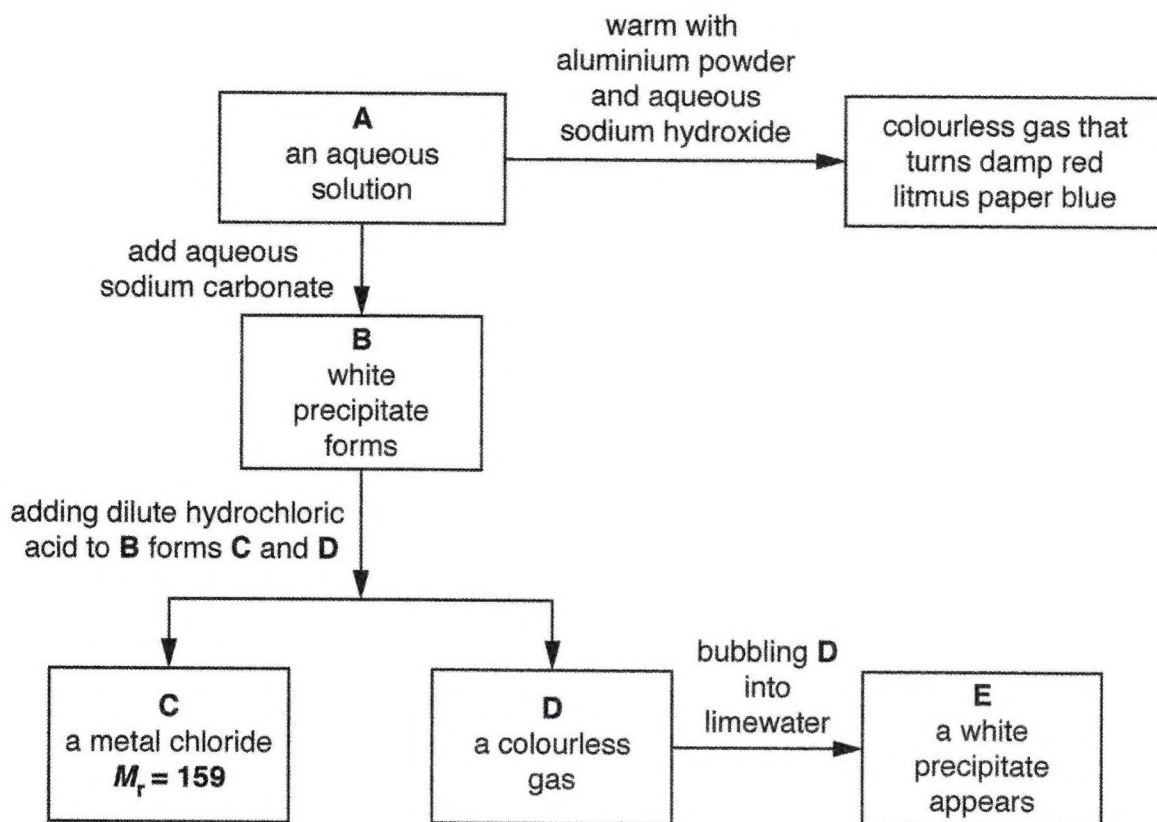 warm with
aluminium powder
and aqueous
sodium hydroxide
A
an aqueous
solution
colourless gas that
turns damp red
litmus paper blue
add aqueous
sodium carbonate
B
white
precipitate
forms
adding dilute hydrochloric
acid to B forms C and D
C
a metal chloride
Mr = 159
D
a colourless
gas
bubbling D
into
limewater
E
a white
precipitate
appears